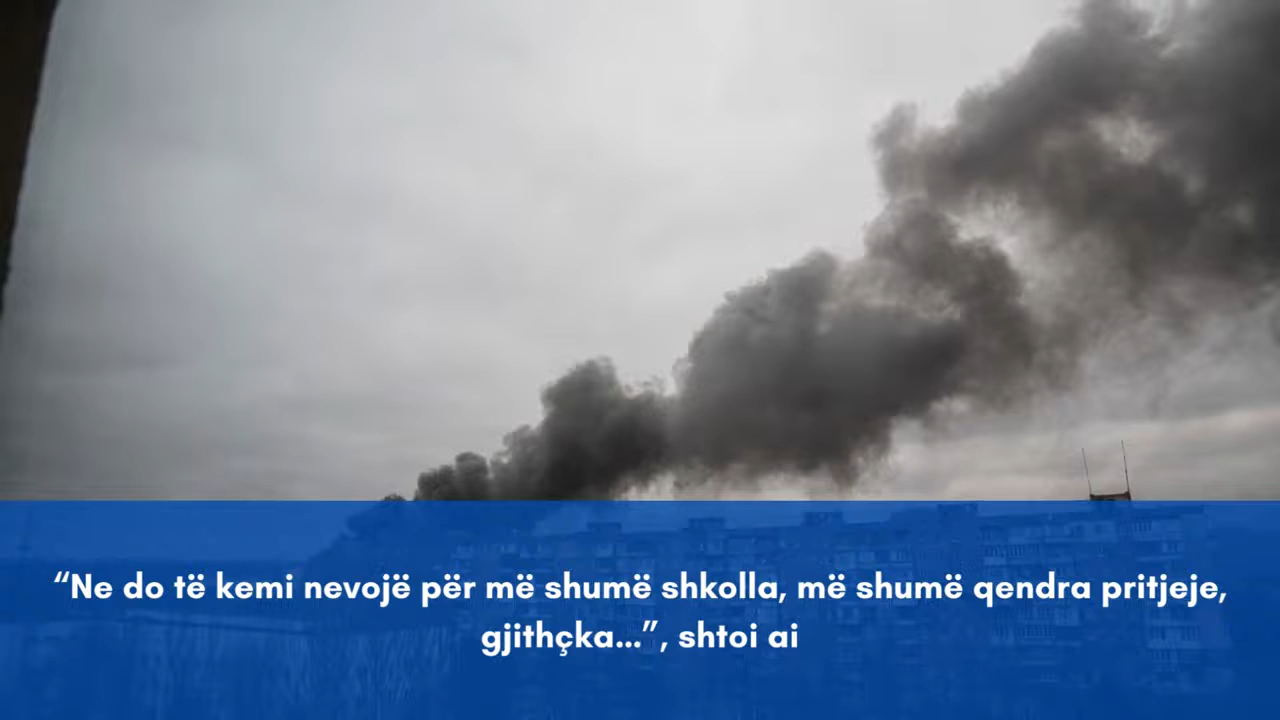 “Ne do të kemi nevojë për më shumë shkolla, më shumë qendra pritjeje,
gjithçka...”, shtoi ai